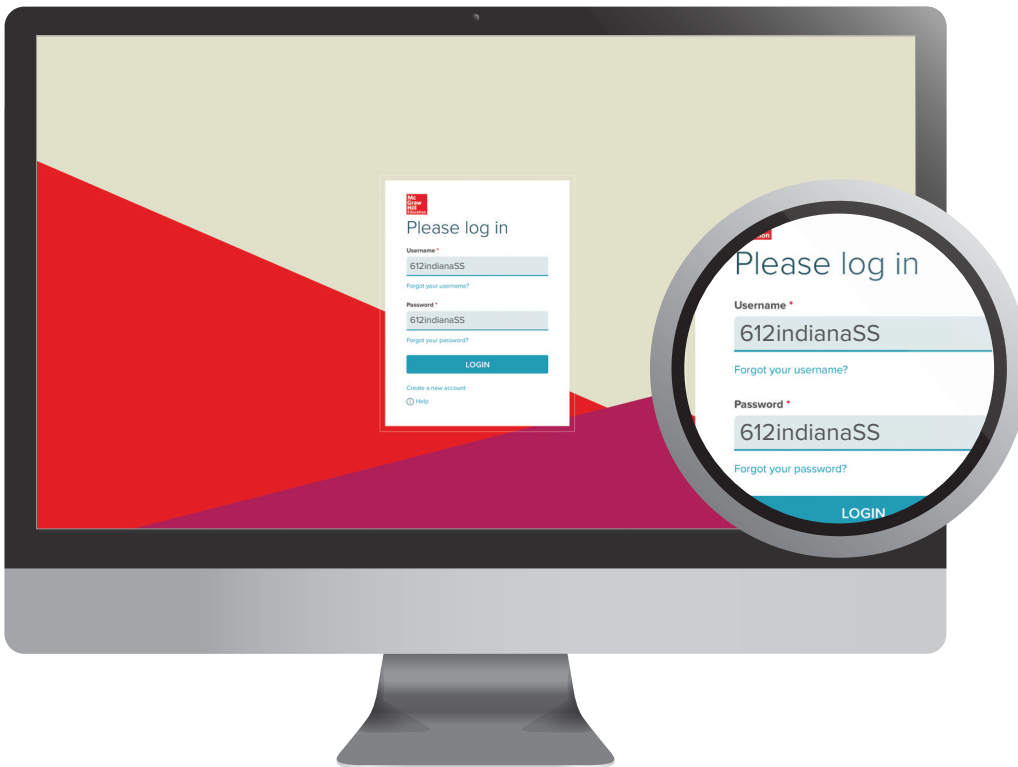 Mc
Graw
Hill
Education
Please log in
Username *
612indianaSS
Forgot your username?
Password *
612indianaSS
Forgot your password?
LOGIN
Create a new account
Help
Please log in
Username *
612indianaSS
Forgot your username?
Password *
612indianaSS
Forgot your password?
LOGIN